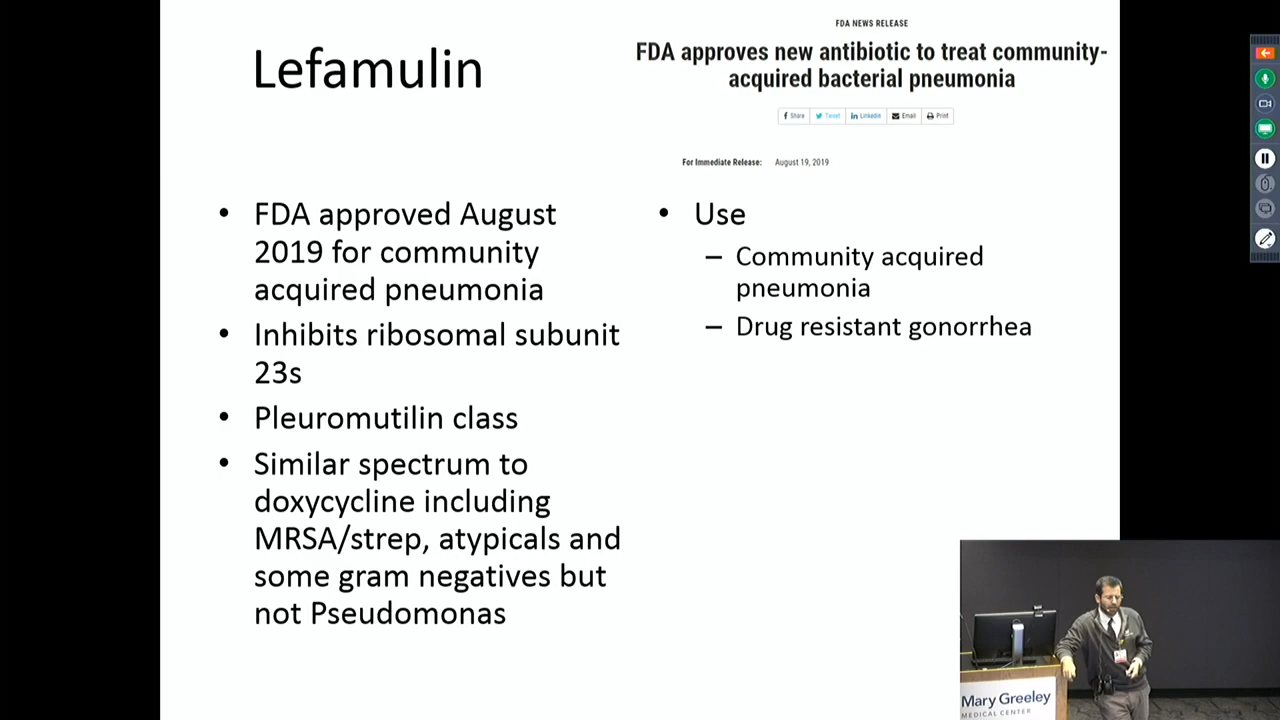 Lefamulin
FDA NEWS RELEASE
FDA approves new antibiotic to treat community-
acquired bacterial pneumonia
Share
Tweet
Linkedin
Email
Print
For Immediate Release: August 19, 2019
• FDA approved August
2019 for community
acquired pneumonia
• Inhibits ribosomal subunit
23s
• Pleuromutilin class
• Similar spectrum to
doxycycline including
MRSA/strep, atypicals and
some gram negatives but
not Pseudomonas
• Use
– Community acquired
pneumonia
– Drug resistant gonorrhea
Mary Greeley
MEDICAL CENTER